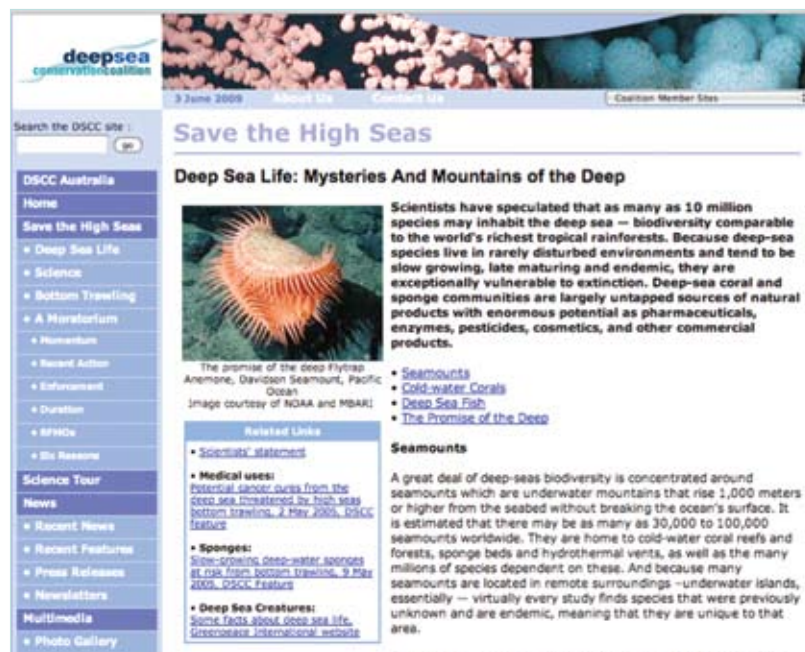 deepsea
conservationcoalition
3 June 2009
About Us
Contact Us
Coalition Member Sites
Search the DSCC site :
go
DSCC Australia
Home
Save the High Seas
• Deep Sea Life
• Science
• Bottom Trawling
• A Moratorium
• Momentum
• Recent Action
• Enforcement
• Duration
• RFMOs
• Six Reasons
Science Tour
News
• Recent News
• Recent Features
• Press Releases
• Newsletters
Multimedia
• Photo Gallery
Save the High Seas
Deep Sea Life: Mysteries And Mountains of the Deep
The promise of the deep Flytrap
Anemone, Davidson Seamount, Pacific
Ocean
Image courtesy of NOAA and MBARI
Related Links
• Scientists' statement
• Medical uses:
Potential cancer cures from the
deep sea threatened by high seas
bottom trawling, 2 May 2005, DSCC
feature
• Sponges:
Slow-growing deep-water sponges
at risk from bottom trawling, 9 May
2005, DSCC Feature
• Deep Sea Creatures:
Some facts about deep sea life,
Greenpeace International website
Scientists have speculated that as many as 10 million
species may inhabit the deep sea — biodiversity comparable
to the world's richest tropical rainforests. Because deep-sea
species live in rarely disturbed environments and tend to be
slow growing, late maturing and endemic, they are
exceptionally vulnerable to extinction. Deep-sea coral and
sponge communities are largely untapped sources of natural
products with enormous potential as pharmaceuticals,
enzymes, pesticides, cosmetics, and other commercial
products.
• Seamounts
• Cold-water Corals
• Deep Sea Fish
• The Promise of the Deep
Seamounts
A great deal of deep-seas biodiversity is concentrated around
seamounts which are underwater mountains that rise 1,000 meters
or higher from the seabed without breaking the ocean's surface. It
is estimated that there may be as many as 30,000 to 100,000
seamounts worldwide. They are home to cold-water coral reefs and
forests, sponge beds and hydrothermal vents, as well as the many
millions of species dependent on these. And because many
seamounts are located in remote surroundings –underwater islands,
essentially — virtually every study finds species that were previously
unknown and are endemic, meaning that they are unique to that
area.